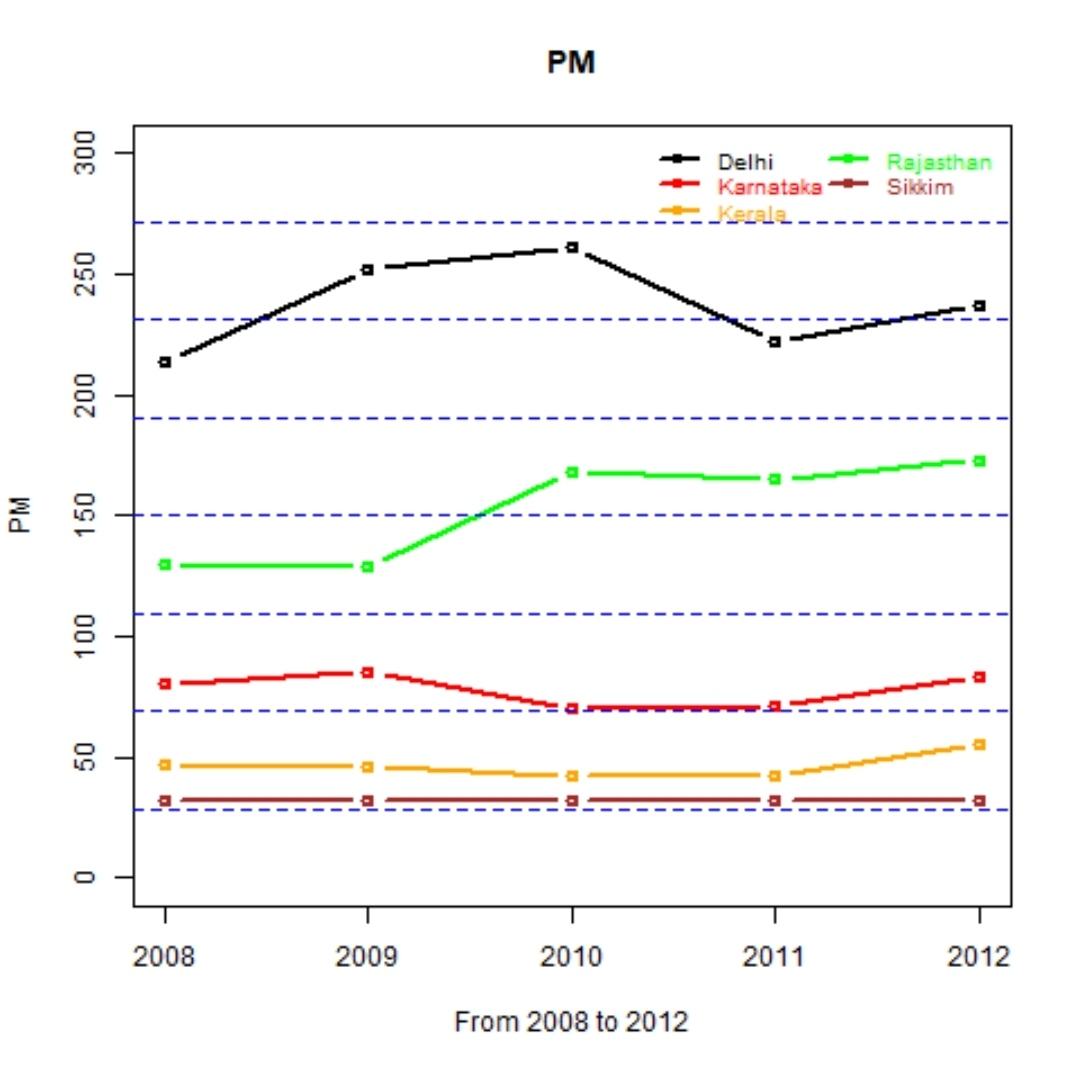 PM
300
250
200
150
100
50
0
PM
Delhi Rajasthan
Karnataka Sikkim
Kerala
2008 2009 2010 2011 2012
From 2008 to 2012